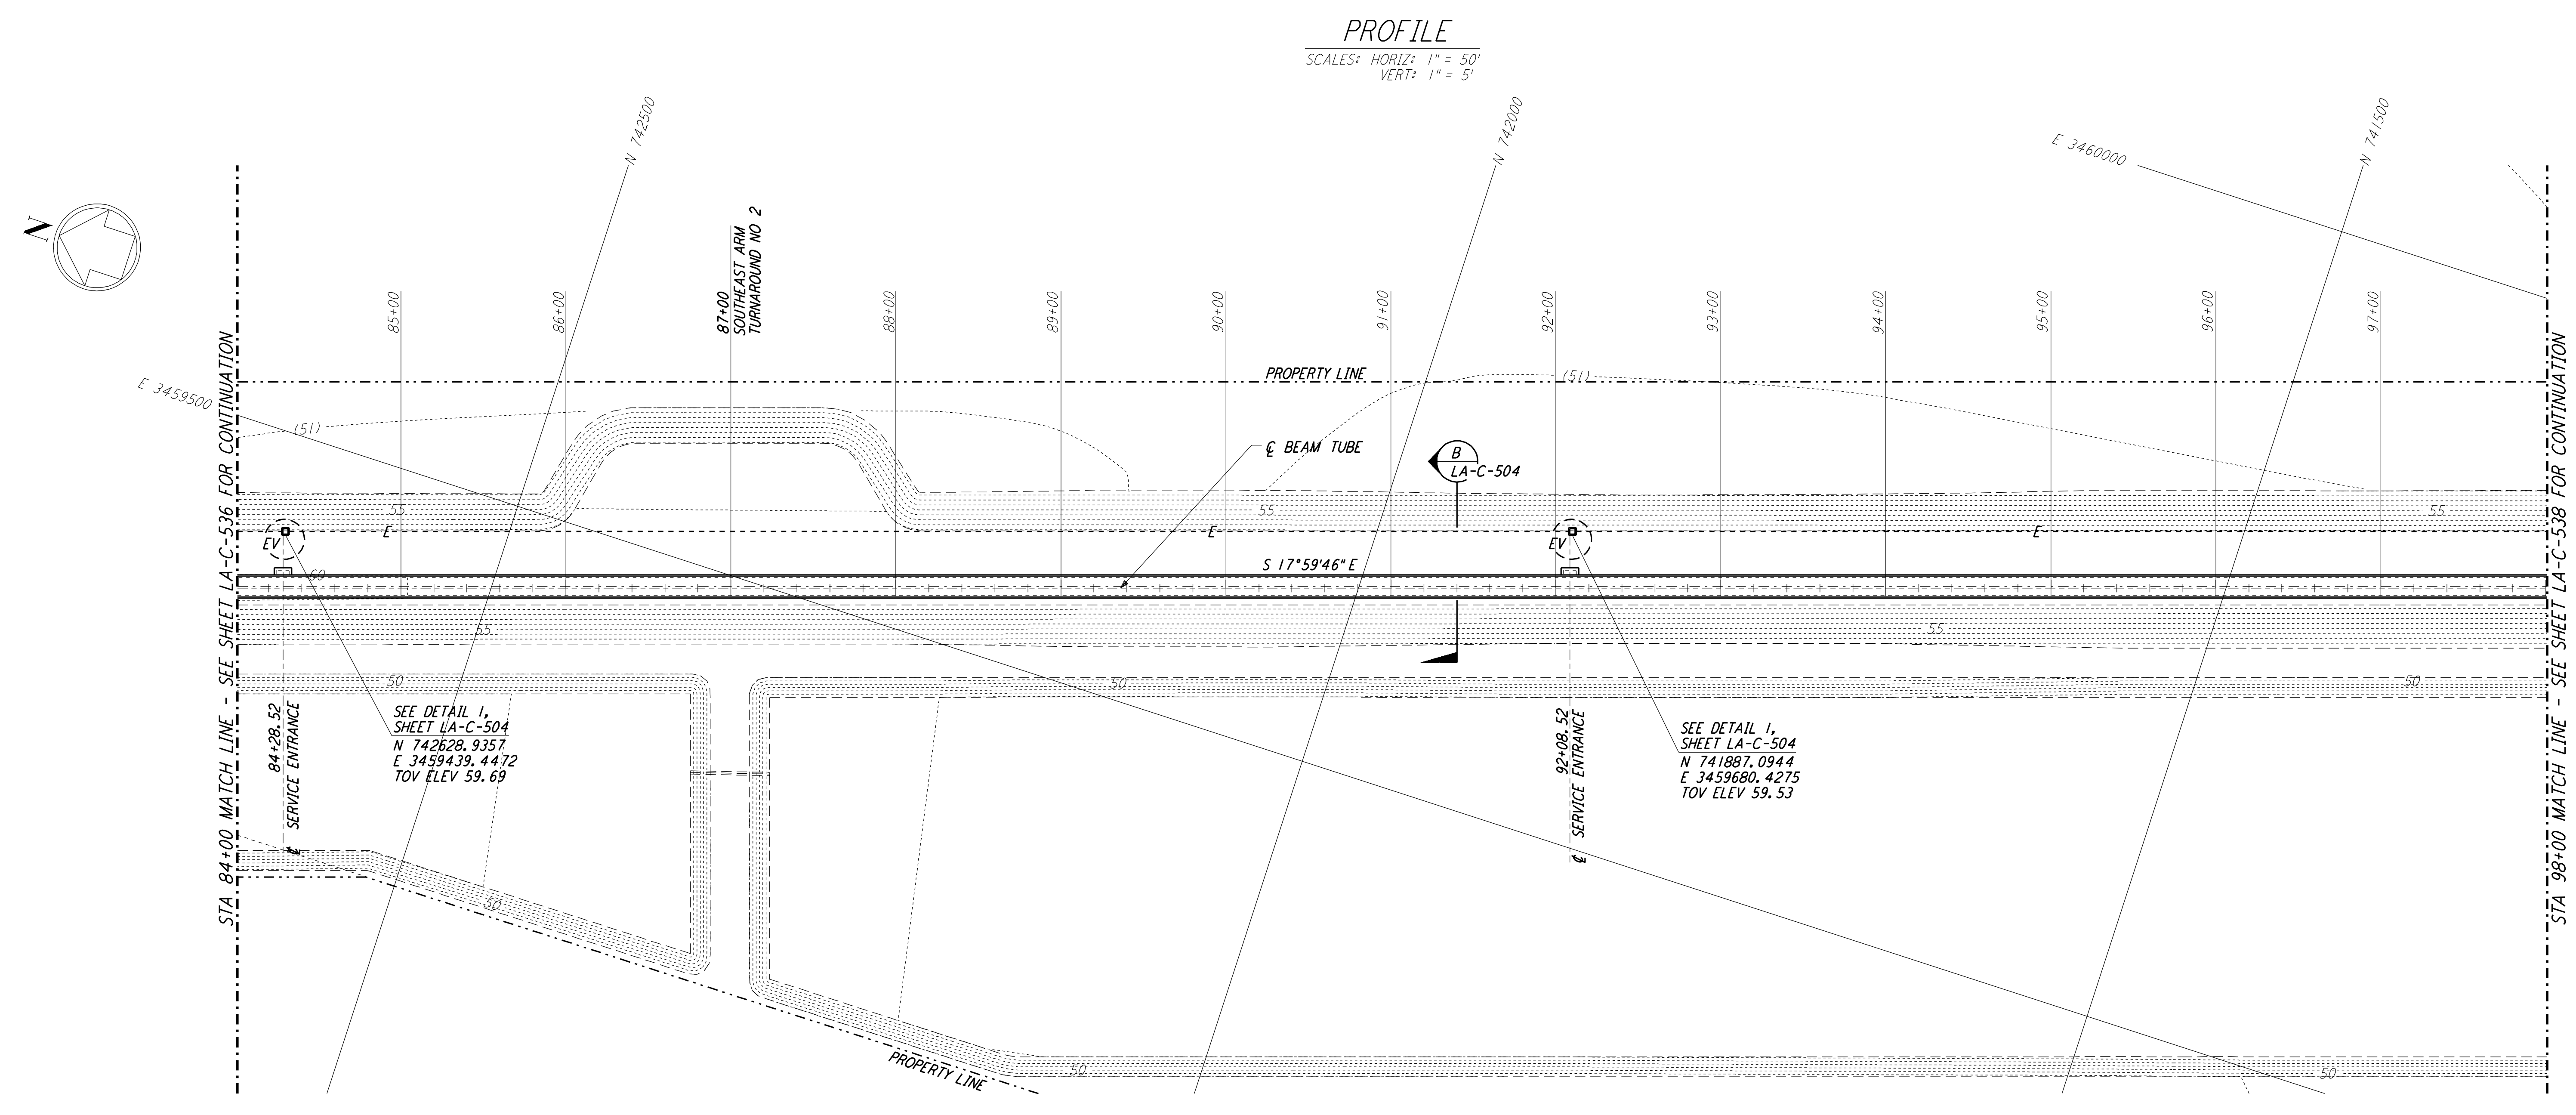 PROFILE
SCALES: HORIZ: 1" = 50'
VERT: 1" = 5'
N
N 742500
N 742000
N 741500
E 3460000
E 3459500
STA 84+00 MATCH LINE - SEE SHEET LA-C-536 FOR CONTINUATION
85+00
86+00
87+00
SOUTHEAST ARM
TURNAROUND NO 2
88+00
89+00
90+00
91+00
92+00
93+00
94+00
95+00
96+00
97+00
STA 98+00 MATCH LINE - SEE SHEET LA-C-538 FOR CONTINUATION
PROPERTY LINE
(51)
(51)
℄ BEAM TUBE
B
LA-C-504
55
55
55
E
E
E
EV
EV
S 17°59'46" E
60
55
55
50
50
50
84+28.52
℄ SERVICE ENTRANCE
SEE DETAIL 1,
SHEET LA-C-504
N 742628.9357
E 3459439.4472
TOV ELEV 59.69
92+08.52
℄ SERVICE ENTRANCE
SEE DETAIL 1,
SHEET LA-C-504
N 741887.0944
E 3459680.4275
TOV ELEV 59.53
50
PROPERTY LINE
50
50